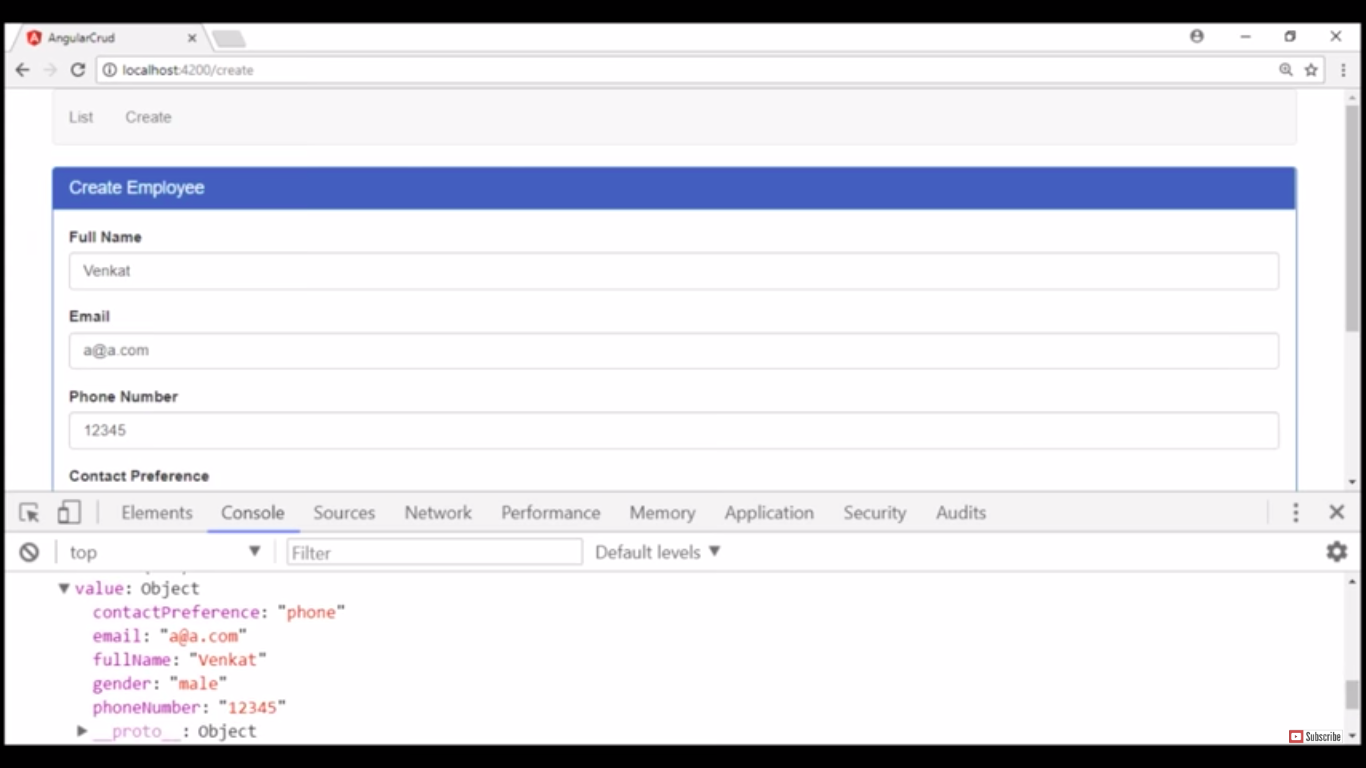 AngularCrud
localhost:4200/create
List Create
Create Employee
Full Name
Venkat
Email
a@a.com
Phone Number
12345
Contact Preference
Elements Console Sources Network Performance Memory Application Security Audits
top Filter Default levels
value: Object
contactPreference: "phone"
email: "a@a.com"
fullName: "Venkat"
gender: "male"
phoneNumber: "12345"
__proto__: Object
Subscribe